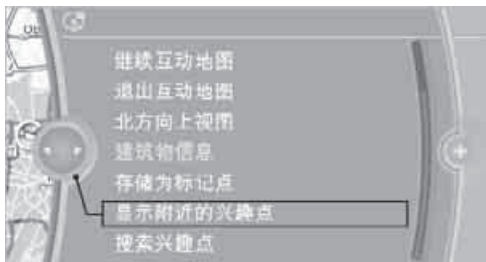 继续互动地图
退出互动地图
北方向上视图
建筑物信息
存储为标记点
显示附近的兴趣点
搜索兴趣点